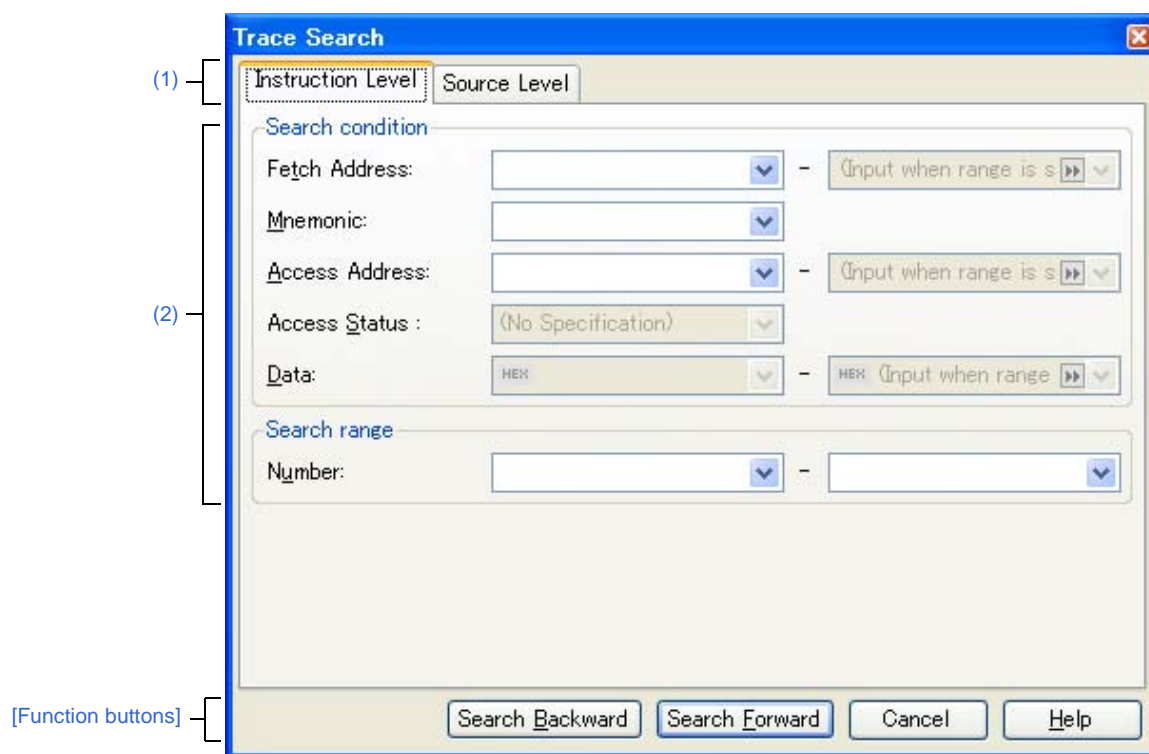 Trace Search
(1)
Instruction Level Source Level
Search condition
Fetch Address: - (Input when range is s
Mnemonic:
Access Address: - (Input when range is s
(2)
Access Status : (No Specification)
Data: HEX - HEX (Input when range
Search range
Number: -
[Function buttons]
Search Backward Search Forward Cancel Help